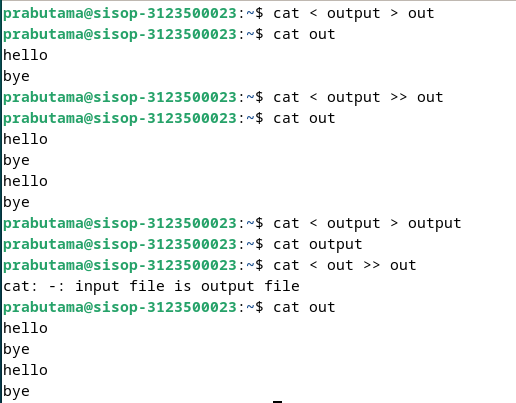 prabutama@sisop-3123500023:~$ cat < output > out
prabutama@sisop-3123500023:~$ cat out
hello
bye
prabutama@sisop-3123500023:~$ cat < output >> out
prabutama@sisop-3123500023:~$ cat out
hello
bye
hello
bye
prabutama@sisop-3123500023:~$ cat < output > output
prabutama@sisop-3123500023:~$ cat output
prabutama@sisop-3123500023:~$ cat < out >> out
cat: -: input file is output file
prabutama@sisop-3123500023:~$ cat out
hello
bye
hello
bye